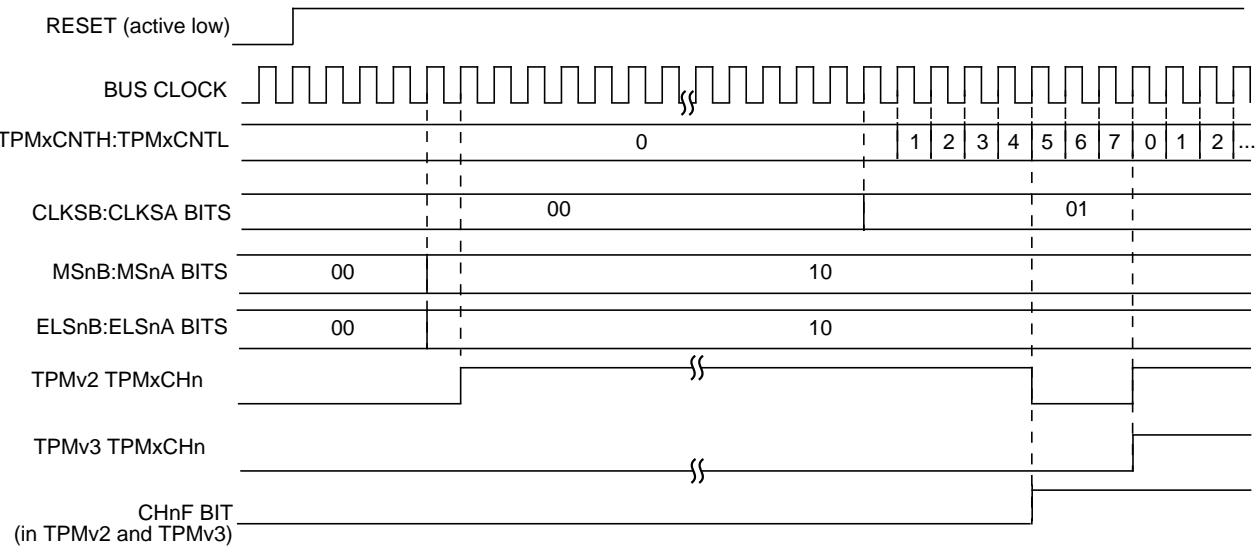 RESET (active low)
BUS CLOCK
TPMxCNTH:TPMxCNTL 0 1 2 3 4 5 6 7 0 1 2 ...
CLKSB:CLKSA BITS 00 01
MSnB:MSnA BITS 00 10
ELSnB:ELSnA BITS 00 10
TPMv2 TPMxCHn
TPMv3 TPMxCHn
CHnF BIT
(in TPMv2 and TPMv3)